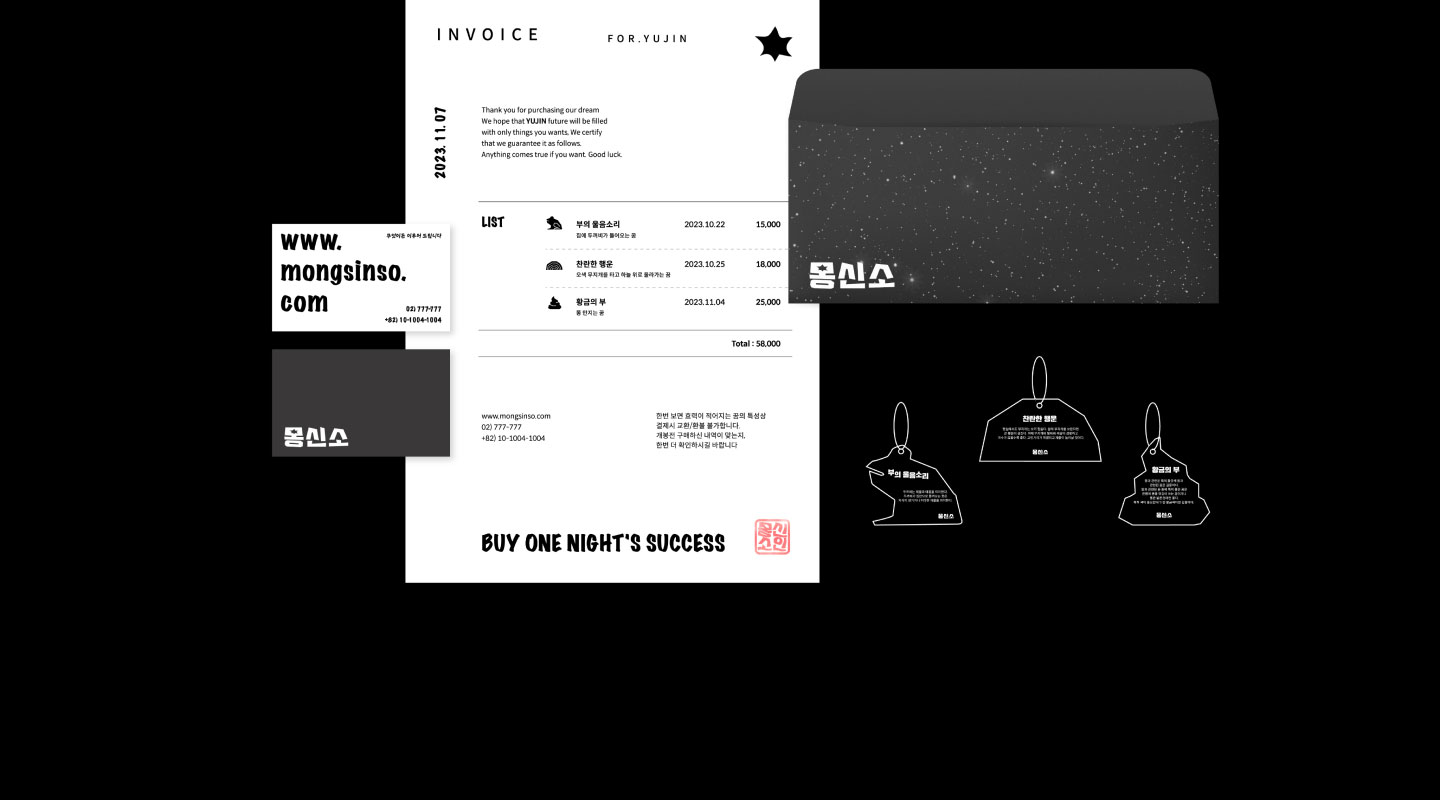 INVOICE
FOR.YUJIN
2023. 11. 07
Thank you for purchasing our dream
We hope that YUJIN future will be filled
with only things you wants, We certify
that we guarantee it as follows.
Anything comes true if you want. Good luck.
LIST
부의 울음소리 2023.10.22 15,000
집에 두꺼비가 들어오는 꿈
찬란한 행운 2023.10.25 18,000
오색 무지개를 타고 하늘 위로 올라가는 꿈
황금의 부 2023.11.04 25,000
똥 만지는 꿈
Total : 58,000
www.mongsinso.com
02) 777-777
+82) 10-1004-1004
한번 보면 효력이 적어지는 꿈의 특성상
결제시 교환/환불 불가합니다.
개봉전 구매하신 내역이 맞는지,
한번 더 확인하시길 바랍니다
BUY ONE NIGHT'S SUCCESS
www.
mongsinso.
com
무엇이든 이루어 드립니다
02) 777-777
+82) 10-1004-1004
몽신소
몽신소
부의 울음소리
몽신소
찬란한 행운
몽신소
황금의 부
몽신소